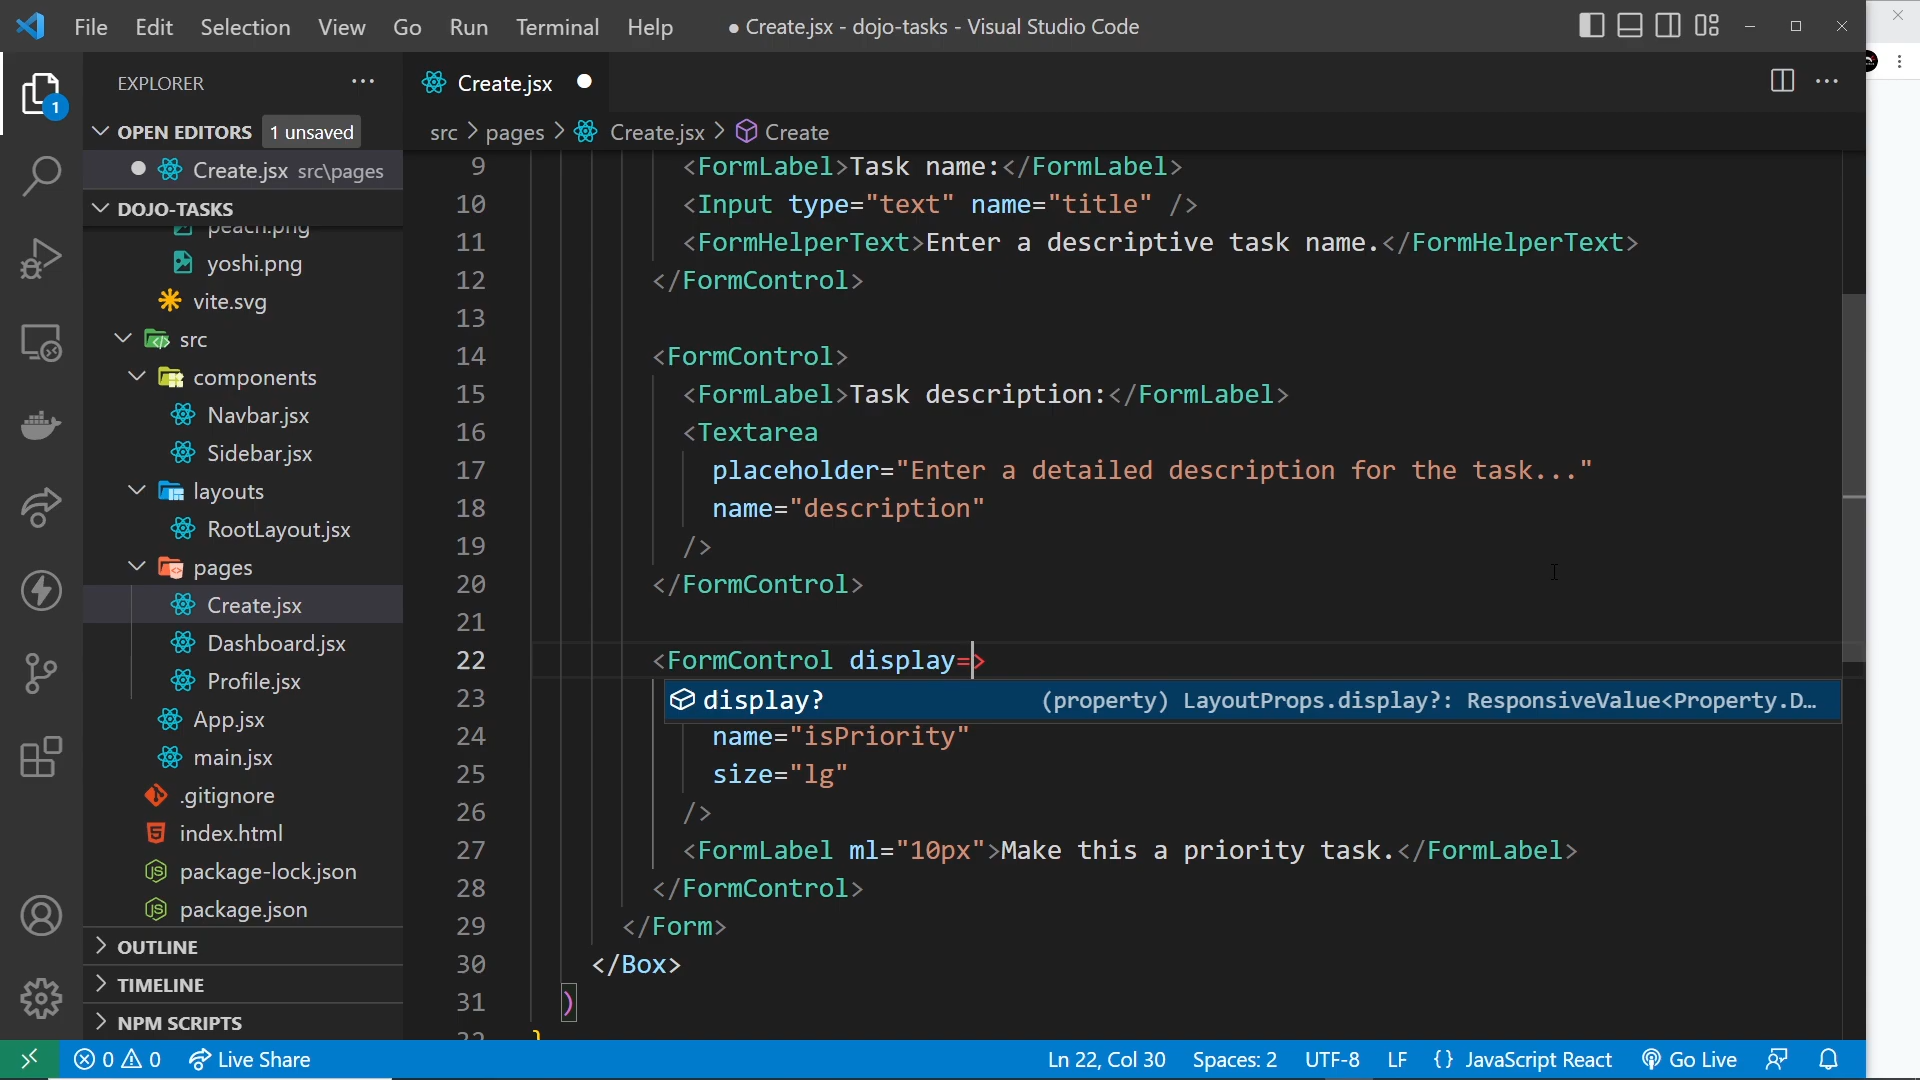 File Edit Selection View Go Run Terminal Help ● Create.jsx - dojo-tasks - Visual Studio Code
EXPLORER
1
OPEN EDITORS 1 unsaved
Create.jsx src\pages
DOJO-TASKS
peach.png
yoshi.png
vite.svg
src
components
Navbar.jsx
Sidebar.jsx
layouts
RootLayout.jsx
pages
Create.jsx
Dashboard.jsx
Profile.jsx
App.jsx
main.jsx
.gitignore
index.html
package-lock.json
package.json
OUTLINE
TIMELINE
NPM SCRIPTS
Create.jsx
src > pages > Create.jsx > Create
9 <FormLabel>Task name:</FormLabel>
10 <Input type="text" name="title" />
11 <FormHelperText>Enter a descriptive task name.</FormHelperText>
12 </FormControl>
13
14 <FormControl>
15 <FormLabel>Task description:</FormLabel>
16 <Textarea
17 placeholder="Enter a detailed description for the task..."
18 name="description"
19 />
20 </FormControl>
21
22 <FormControl display=>
23 display? (property) LayoutProps.display?: ResponsiveValue<Property.D...
24 name="isPriority"
25 size="lg"
26 />
27 <FormLabel ml="10px">Make this a priority task.</FormLabel>
28 </FormControl>
29 </Form>
30 </Box>
31 )
32 }
0 0 Live Share Ln 22, Col 30 Spaces: 2 UTF-8 LF {} JavaScript React Go Live